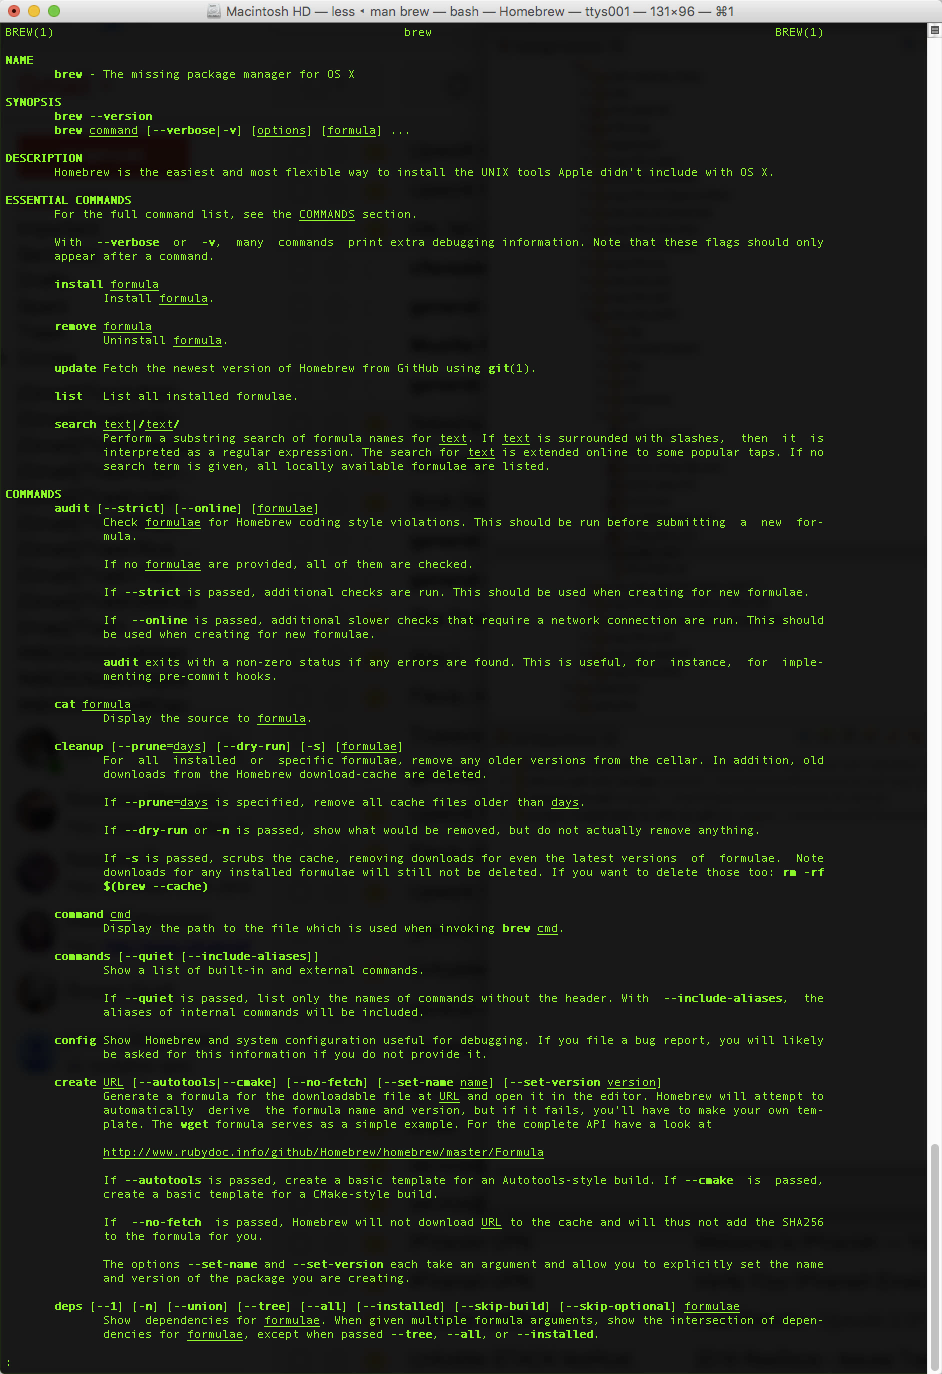 Macintosh HD — less ◂ man brew — bash — Homebrew — ttys001 — 131×96 — ⌘1
BREW(1) brew BREW(1)
NAME
brew - The missing package manager for OS X
SYNOPSIS
brew --version
brew command [--verbose|-v] [options] [formula] ...
DESCRIPTION
Homebrew is the easiest and most flexible way to install the UNIX tools Apple didn't include with OS X.
ESSENTIAL COMMANDS
For the full command list, see the COMMANDS section.
With --verbose or -v, many commands print extra debugging information. Note that these flags should only
appear after a command.
install formula
Install formula.
remove formula
Uninstall formula.
update Fetch the newest version of Homebrew from GitHub using git(1).
list List all installed formulae.
search text|/text/
Perform a substring search of formula names for text. If text is surrounded with slashes, then it is
interpreted as a regular expression. The search for text is extended online to some popular taps. If no
search term is given, all locally available formulae are listed.
COMMANDS
audit [--strict] [--online] [formulae]
Check formulae for Homebrew coding style violations. This should be run before submitting a new for-
mula.
If no formulae are provided, all of them are checked.
If --strict is passed, additional checks are run. This should be used when creating for new formulae.
If --online is passed, additional slower checks that require a network connection are run. This should
be used when creating for new formulae.
audit exits with a non-zero status if any errors are found. This is useful, for instance, for imple-
menting pre-commit hooks.
cat formula
Display the source to formula.
cleanup [--prune=days] [--dry-run] [-s] [formulae]
For all installed or specific formulae, remove any older versions from the cellar. In addition, old
downloads from the Homebrew download-cache are deleted.
If --prune=days is specified, remove all cache files older than days.
If --dry-run or -n is passed, show what would be removed, but do not actually remove anything.
If -s is passed, scrubs the cache, removing downloads for even the latest versions of formulae. Note
downloads for any installed formulae will still not be deleted. If you want to delete those too: rm -rf
$(brew --cache)
command cmd
Display the path to the file which is used when invoking brew cmd.
commands [--quiet [--include-aliases]]
Show a list of built-in and external commands.
If --quiet is passed, list only the names of commands without the header. With --include-aliases, the
aliases of internal commands will be included.
config Show Homebrew and system configuration useful for debugging. If you file a bug report, you will likely
be asked for this information if you do not provide it.
create URL [--autotools|--cmake] [--no-fetch] [--set-name name] [--set-version version]
Generate a formula for the downloadable file at URL and open it in the editor. Homebrew will attempt to
automatically derive the formula name and version, but if it fails, you'll have to make your own tem-
plate. The wget formula serves as a simple example. For the complete API have a look at
http://www.rubydoc.info/github/Homebrew/homebrew/master/Formula
If --autotools is passed, create a basic template for an Autotools-style build. If --cmake is passed,
create a basic template for a CMake-style build.
If --no-fetch is passed, Homebrew will not download URL to the cache and will thus not add the SHA256
to the formula for you.
The options --set-name and --set-version each take an argument and allow you to explicitly set the name
and version of the package you are creating.
deps [--1] [-n] [--union] [--tree] [--all] [--installed] [--skip-build] [--skip-optional] formulae
Show dependencies for formulae. When given multiple formula arguments, show the intersection of depen-
dencies for formulae, except when passed --tree, --all, or --installed.
: